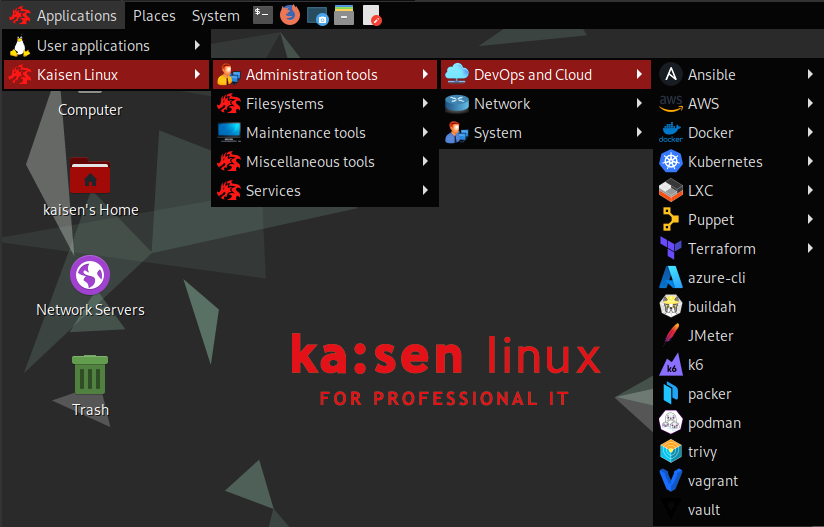 Applications Places System
User applications
Kaisen Linux
Administration tools
Filesystems
Maintenance tools
Miscellaneous tools
Services
DevOps and Cloud
Network
System
Ansible
AWS
Docker
Kubernetes
LXC
Puppet
Terraform
azure-cli
buildah
JMeter
k6
packer
podman
trivy
vagrant
vault
aws
docker
k6
Computer
kaisen's Home
Network Servers
Trash
ka:sen linux
FOR PROFESSIONAL IT